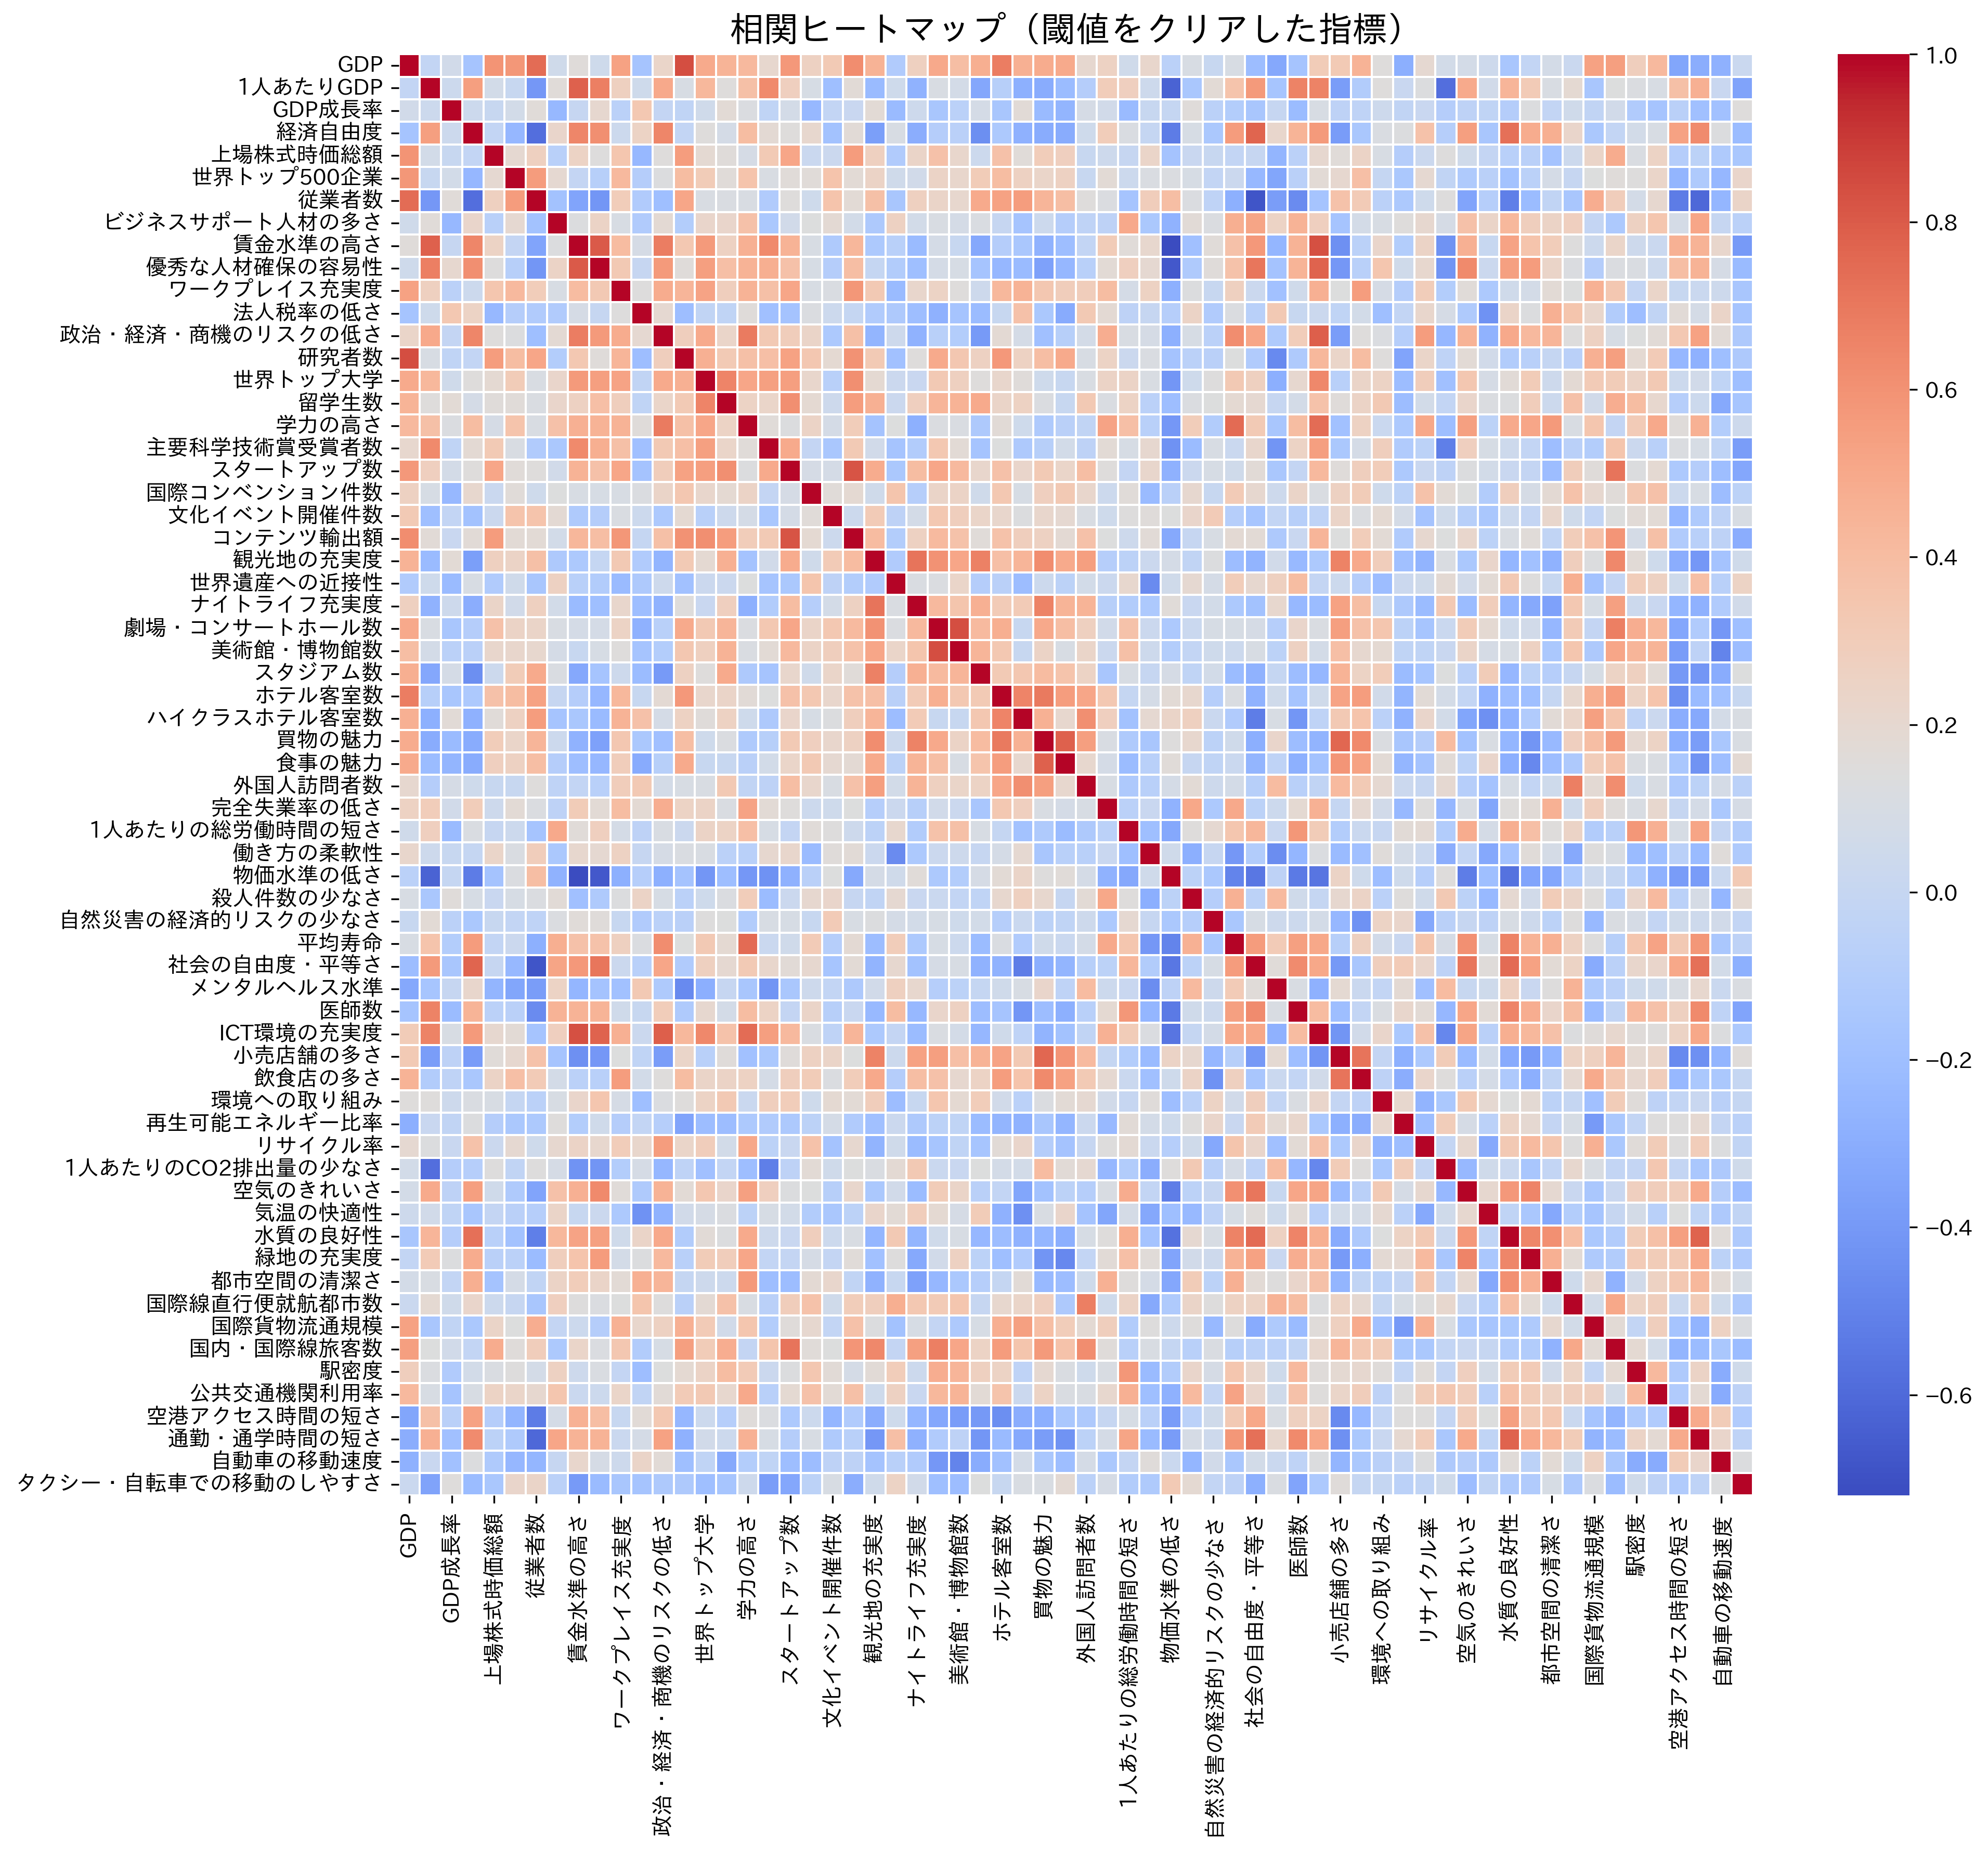 相関ヒートマップ（閾値をクリアした指標）
GDP
1人あたりGDP
GDP成長率
経済自由度
上場株式時価総額
世界トップ500企業
従業者数
ビジネスサポート人材の多さ
賃金水準の高さ
優秀な人材確保の容易性
ワークプレイス充実度
法人税率の低さ
政治・経済・商機のリスクの低さ
研究者数
世界トップ大学
留学生数
学力の高さ
主要科学技術賞受賞者数
スタートアップ数
国際コンベンション件数
文化イベント開催件数
コンテンツ輸出額
観光地の充実度
世界遺産への近接性
ナイトライフ充実度
劇場・コンサートホール数
美術館・博物館数
スタジアム数
ホテル客室数
ハイクラスホテル客室数
買物の魅力
食事の魅力
外国人訪問者数
完全失業率の低さ
1人あたりの総労働時間の短さ
働き方の柔軟性
物価水準の低さ
殺人件数の少なさ
自然災害の経済的リスクの少なさ
平均寿命
社会の自由度・平等さ
メンタルヘルス水準
医師数
ICT環境の充実度
小売店舗の多さ
飲食店の多さ
環境への取り組み
再生可能エネルギー比率
リサイクル率
1人あたりのCO2排出量の少なさ
空気のきれいさ
気温の快適性
水質の良好性
緑地の充実度
都市空間の清潔さ
国際線直行便就航都市数
国際貨物流通規模
国内・国際線旅客数
駅密度
公共交通機関利用率
空港アクセス時間の短さ
通勤・通学時間の短さ
自動車の移動速度
タクシー・自転車での移動のしやすさ
GDP
GDP成長率
上場株式時価総額
従業者数
賃金水準の高さ
ワークプレイス充実度
政治・経済・商機のリスクの低さ
世界トップ大学
学力の高さ
スタートアップ数
文化イベント開催件数
観光地の充実度
ナイトライフ充実度
美術館・博物館数
ホテル客室数
買物の魅力
外国人訪問者数
1人あたりの総労働時間の短さ
物価水準の低さ
自然災害の経済的リスクの少なさ
社会の自由度・平等さ
医師数
小売店舗の多さ
環境への取り組み
リサイクル率
空気のきれいさ
水質の良好性
都市空間の清潔さ
国際貨物流通規模
駅密度
空港アクセス時間の短さ
自動車の移動速度
1.0
0.8
0.6
0.4
0.2
0.0
−0.2
−0.4
−0.6